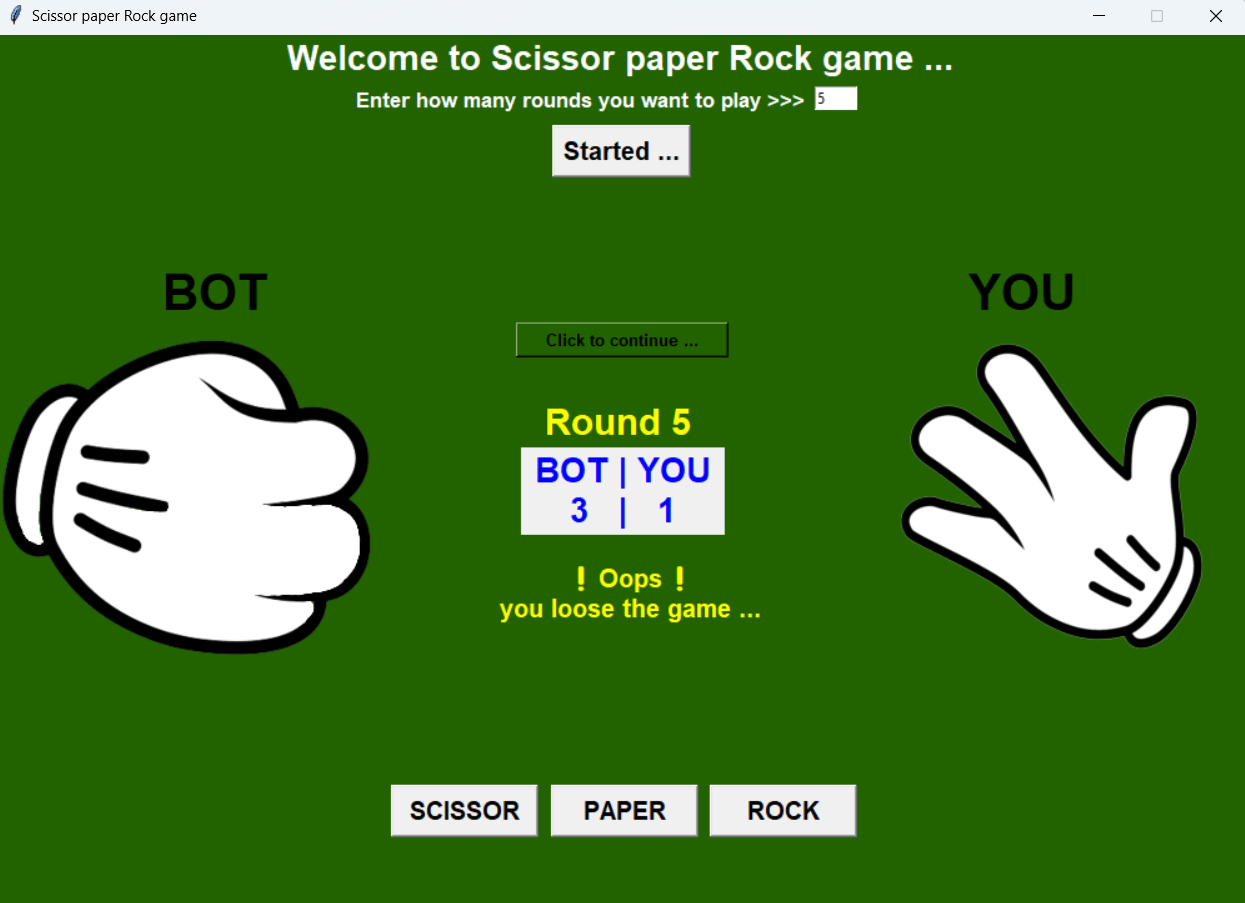 Scissor paper Rock game
Welcome to Scissor paper Rock game ...
Enter how many rounds you want to play >>> 5
Started ...
BOT
YOU
Click to continue ...
Round 5
BOT | YOU
3 | 1
❗ Oops ❗
you loose the game ...
SCISSOR
PAPER
ROCK